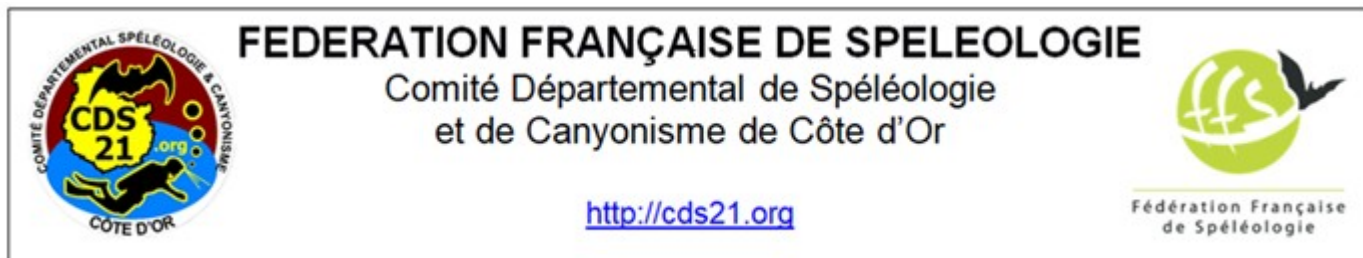 COMITÉ DÉPARTEMENTAL SPÉLÉOLOGIE & CANYONISME
CDS
21
.org
CÔTE D'OR
FEDERATION FRANÇAISE DE SPELEOLOGIE
Comité Départemental de Spéléologie
et de Canyonisme de Côte d'Or
http://cds21.org
ffs
Fédération Française
de Spéléologie